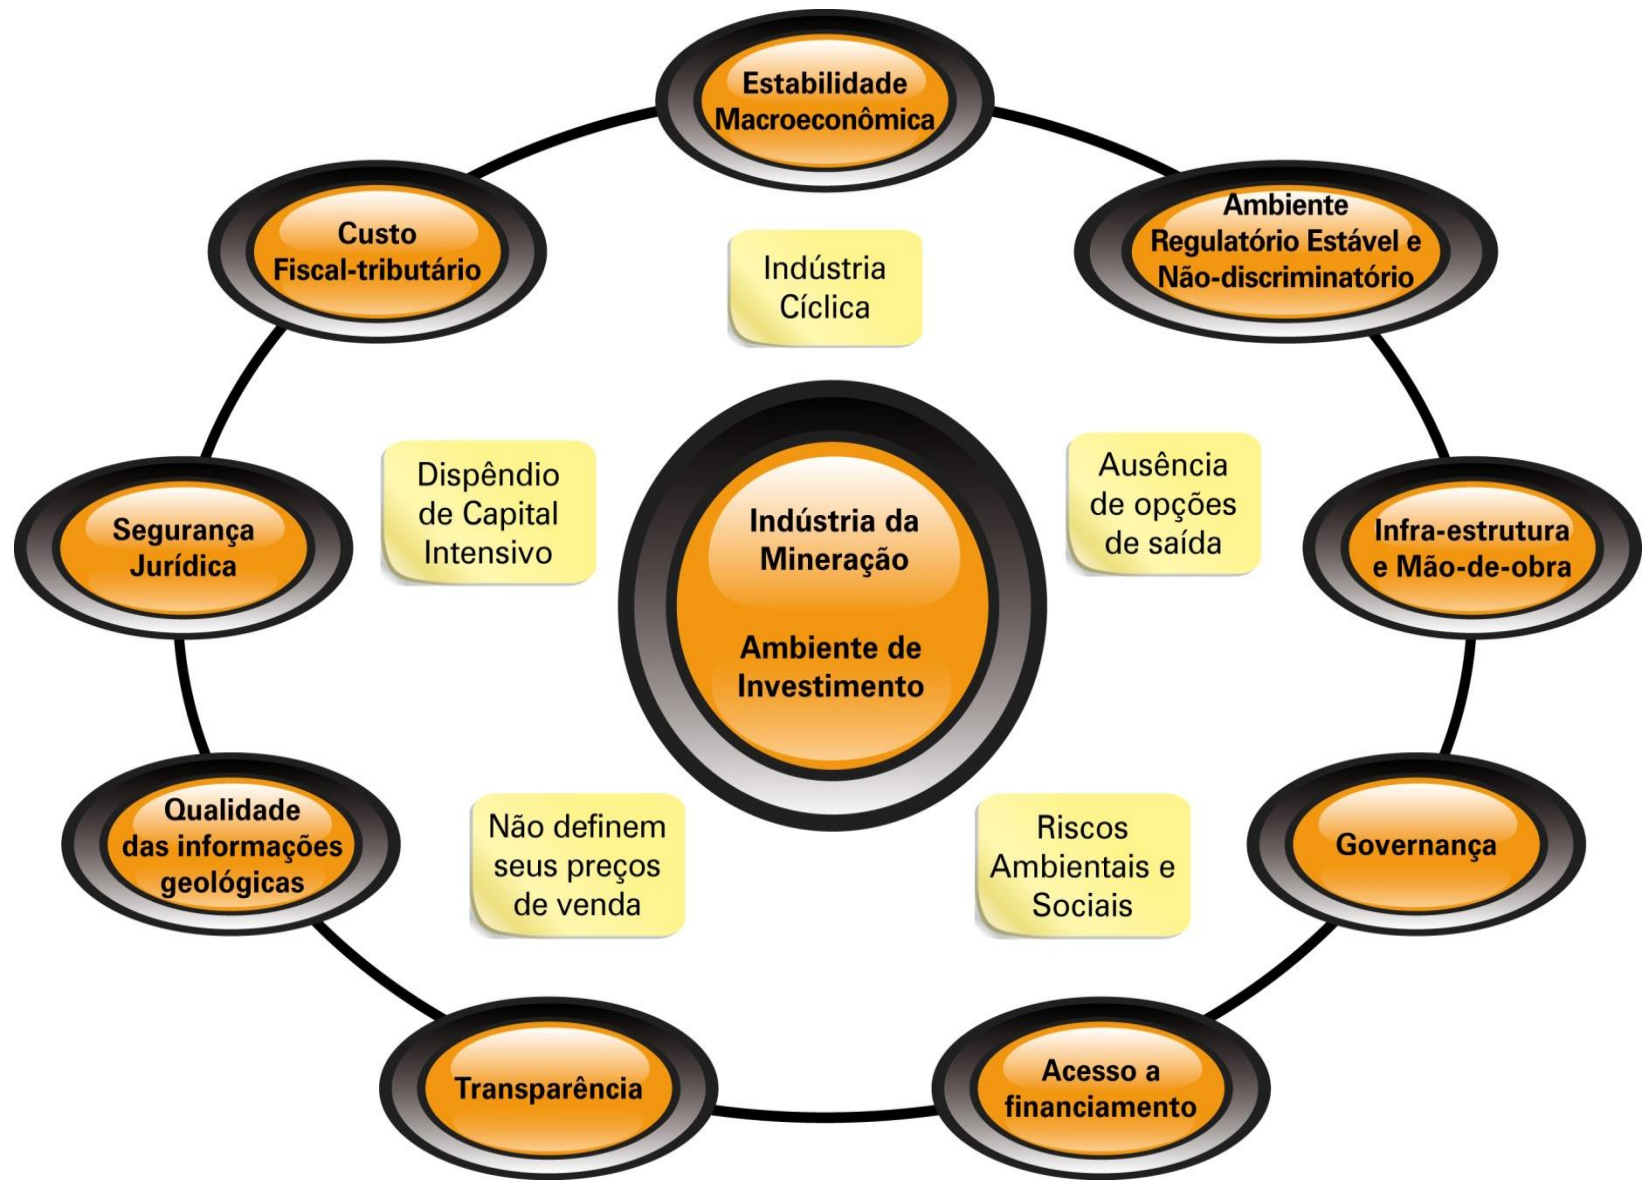 Estabilidade
Macroeconômica
Ambiente
Regulatório Estável e
Não-discriminatório
Custo
Fiscal-tributário
Indústria
Cíclica
Dispêndio
de Capital
Intensivo
Ausência
de opções
de saída
Segurança
Jurídica
Indústria da
Mineração
Ambiente de
Investimento
Infra-estrutura
e Mão-de-obra
Qualidade
das informações
geológicas
Não definem
seus preços
de venda
Riscos
Ambientais e
Sociais
Governança
Transparência
Acesso a
financiamento